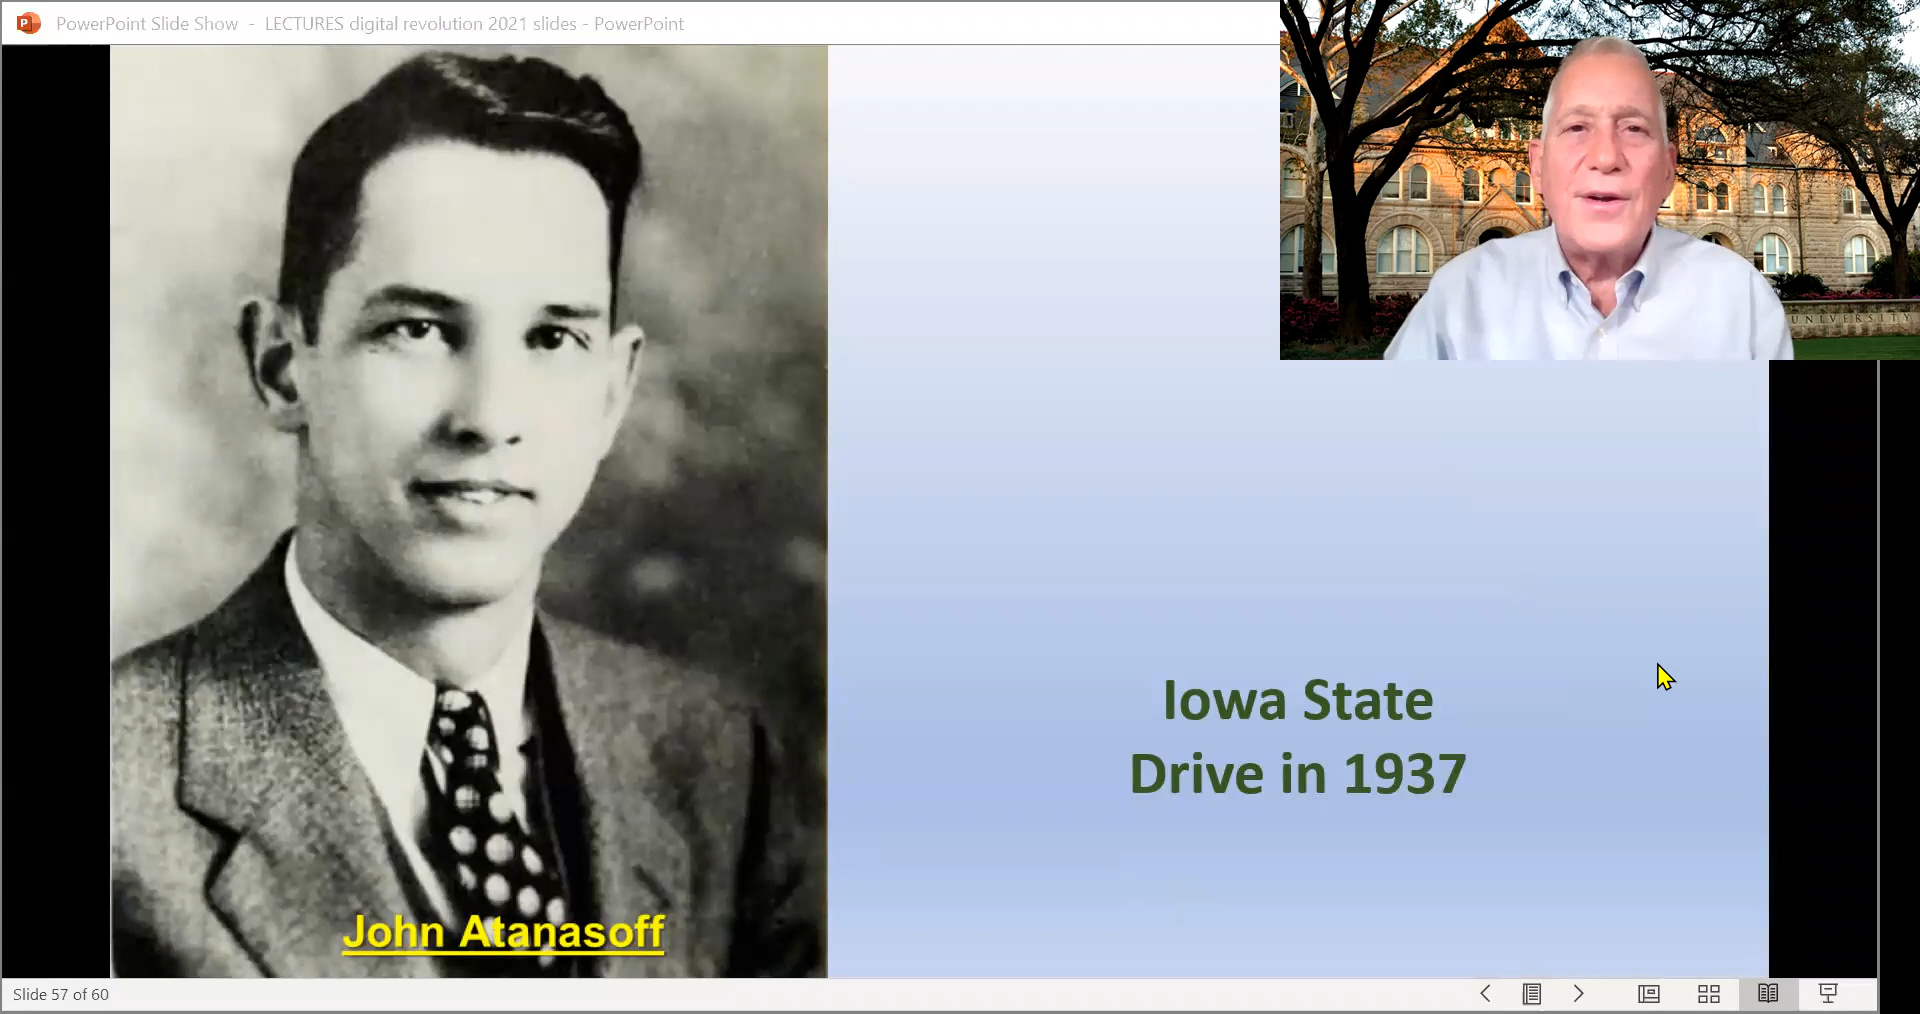 PowerPoint Slide Show - LECTURES digital revolution 2021 slides - PowerPoint
UNIVERSITY
Iowa State
Drive in 1937
John Atanasoff
Slide 57 of 60